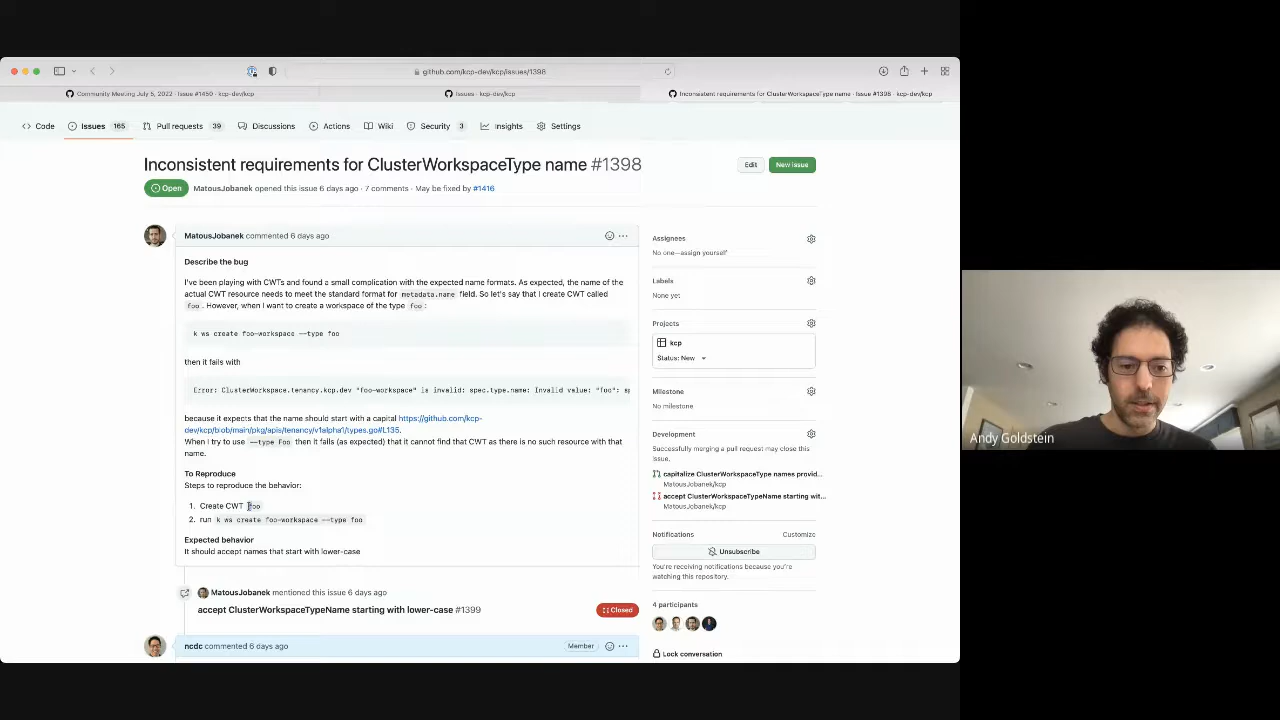 github.com/kcp-dev/kcp/issues/1398
Community Meeting July 5, 2022 · Issue #1450 · kcp-dev/kcp
Issues · kcp-dev/kcp
Inconsistent requirements for ClusterWorkspaceType name · Issue #1398 · kcp-dev/kcp
Code
Issues 165
Pull requests 39
Discussions
Actions
Wiki
Security 3
Insights
Settings
Inconsistent requirements for ClusterWorkspaceType name #1398
Edit
New issue
Open
MatousJobanek opened this issue 6 days ago · 7 comments · May be fixed by #1416
MatousJobanek commented 6 days ago
Describe the bug
I've been playing with CWTs and found a small complication with the expected name formats. As expected, the name of the
actual CWT resource needs to meet the standard format for metadata.name field. So let's say that I create CWT called
foo. However, when I want to create a workspace of the type foo:
k ws create foo-workspace --type foo
then it fails with
Error: ClusterWorkspace.tenancy.kcp.dev "foo-workspace" is invalid: spec.type.name: Invalid value: "foo": sp
because it expects that the name should start with a capital https://github.com/kcp-
dev/kcp/blob/main/pkg/apis/tenancy/v1alpha1/types.go#L135.
When I try to use --type Foo then it fails (as expected) that it cannot find that CWT as there is no such resource with that
name.
To Reproduce
Steps to reproduce the behavior:
1. Create CWT foo
2. run k ws create foo-workspace --type foo
Expected behavior
It should accept names that start with lower-case
MatousJobanek mentioned this issue 6 days ago
accept ClusterWorkspaceTypeName starting with lower-case #1399
Closed
ncdc commented 6 days ago
Member
Assignees
No one—assign yourself
Labels
None yet
Projects
kcp
Status: New
Milestone
No milestone
Development
Successfully merging a pull request may close this
issue.
capitalize ClusterWorkspaceType names provid...
MatousJobanek/kcp
accept ClusterWorkspaceTypeName starting wit...
MatousJobanek/kcp
Notifications
Customize
Unsubscribe
You're receiving notifications because you're
watching this repository.
4 participants
Lock conversation
Andy Goldstein